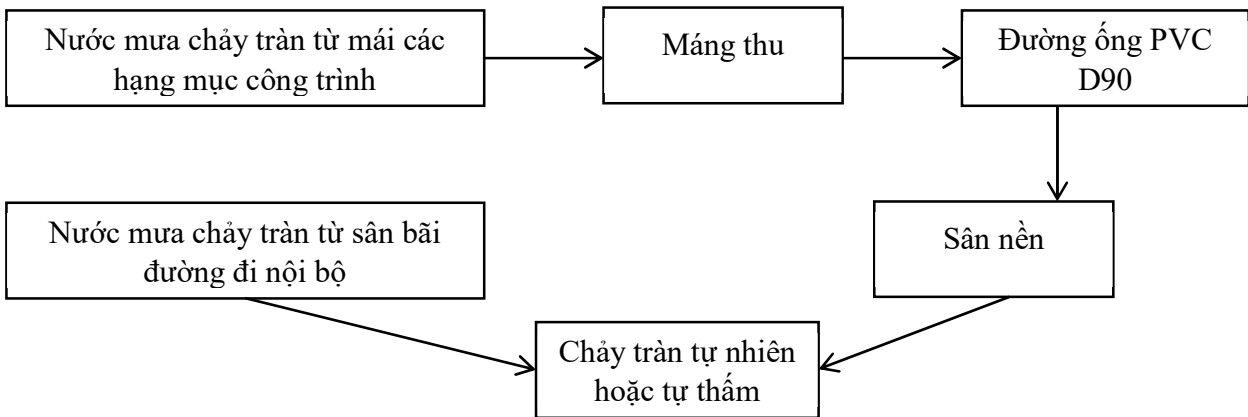 Nước mưa chảy tràn từ mái các
hạng mục công trình
Máng thu
Đường ống PVC
D90
Nước mưa chảy tràn từ sân bãi
đường đi nội bộ
Sân nền
Chảy tràn tự nhiên
hoặc tự thấm